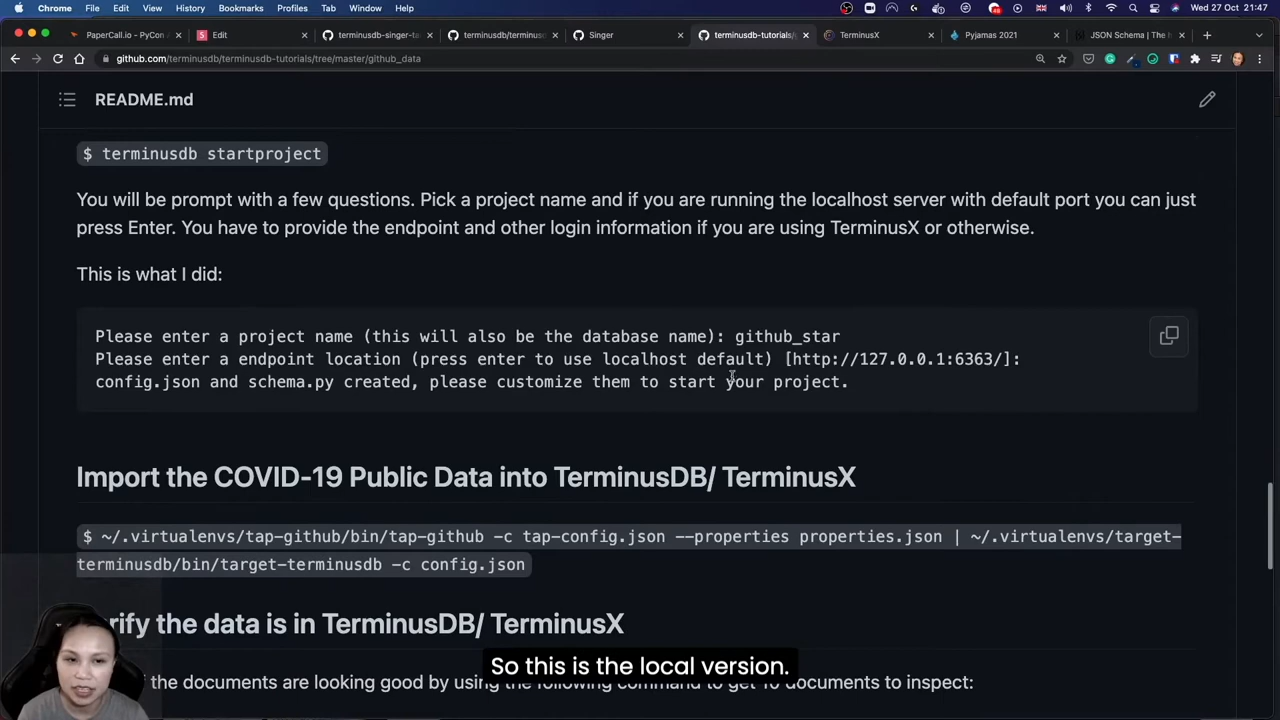 Chrome File Edit View History Bookmarks Profiles Tab Window Help
Wed 27 Oct 21:47
PaperCall.io - PyCon
Edit
terminusdb-singer-ta
terminusdb/terminus
Singer
terminusdb-tutorials/
TerminusX
Pyjamas 2021
JSON Schema | The h
github.com/terminusdb/terminusdb-tutorials/tree/master/github_data
README.md
$ terminusdb startproject
You will be prompt with a few questions. Pick a project name and if you are running the localhost server with default port you can just
press Enter. You have to provide the endpoint and other login information if you are using TerminusX or otherwise.
This is what I did:
Please enter a project name (this will also be the database name): github_star
Please enter a endpoint location (press enter to use localhost default) [http://127.0.0.1:6363/]:
config.json and schema.py created, please customize them to start your project.
Import the COVID-19 Public Data into TerminusDB/ TerminusX
$ ~/.virtualenvs/tap-github/bin/tap-github -c tap-config.json --properties properties.json | ~/.virtualenvs/target-
terminusdb/bin/target-terminusdb -c config.json
rify the data is in TerminusDB/ TerminusX
So this is the local version.
f the documents are looking good by using the following command to get 10 documents to inspect: